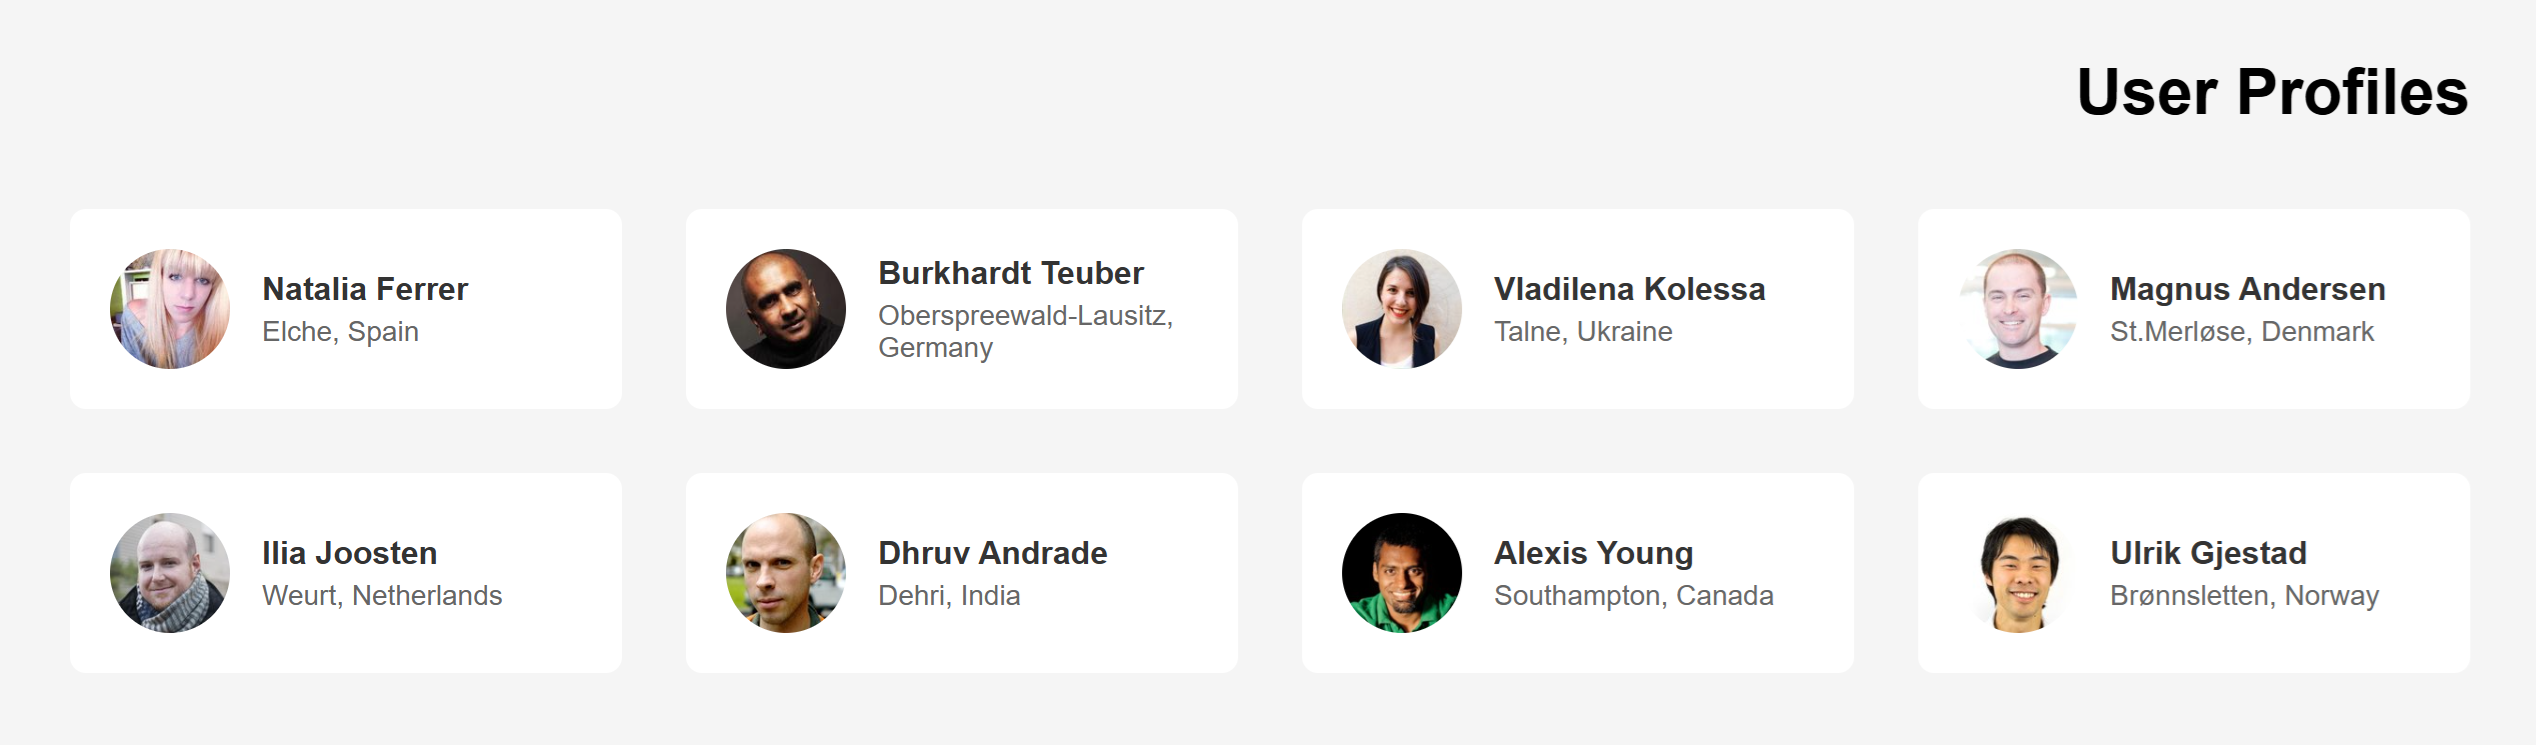 User Profiles
Natalia Ferrer
Elche, Spain
Burkhardt Teuber
Oberspreewald-Lausitz,
Germany
Vladilena Kolessa
Talne, Ukraine
Magnus Andersen
St.Merløse, Denmark
Ilia Joosten
Weurt, Netherlands
Dhruv Andrade
Dehri, India
Alexis Young
Southampton, Canada
Ulrik Gjestad
Brønnsletten, Norway